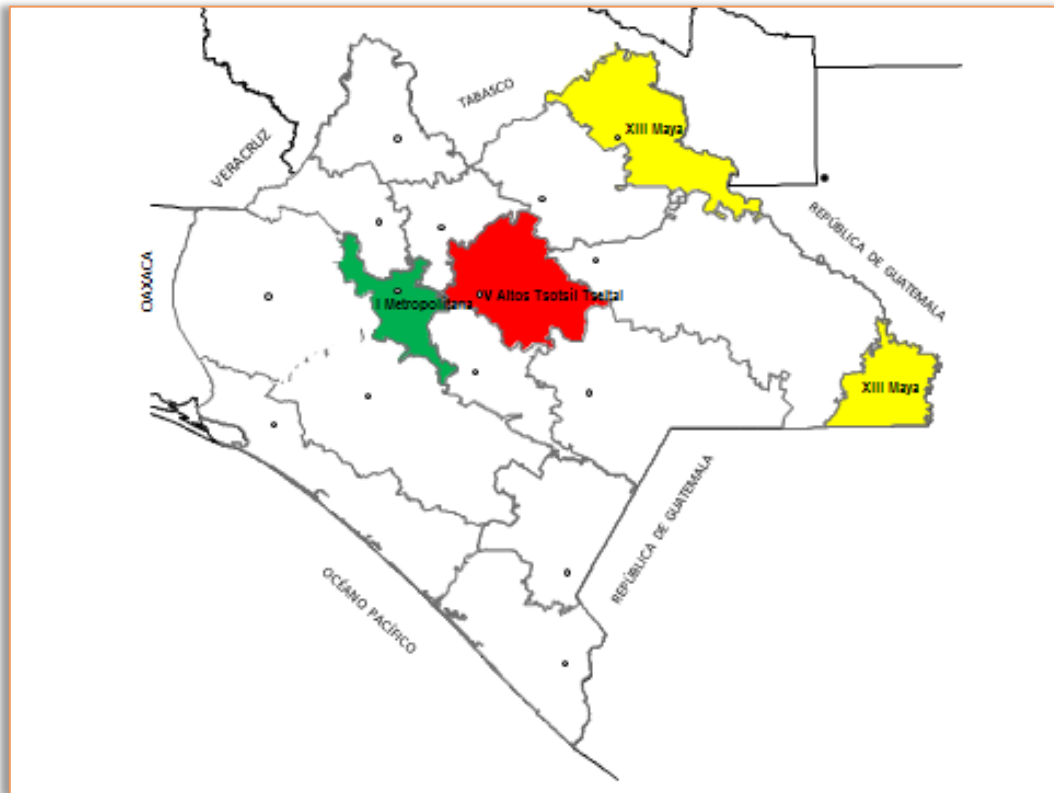 TABASCO
XIII Maya
VERACRUZ
REPÚBLICA DE GUATEMALA
OAXACA
I Metropolitana
V Altos Tsotsil Tseltal
XIII Maya
REPÚBLICA DE GUATEMALA
OCÉANO PACÍFICO